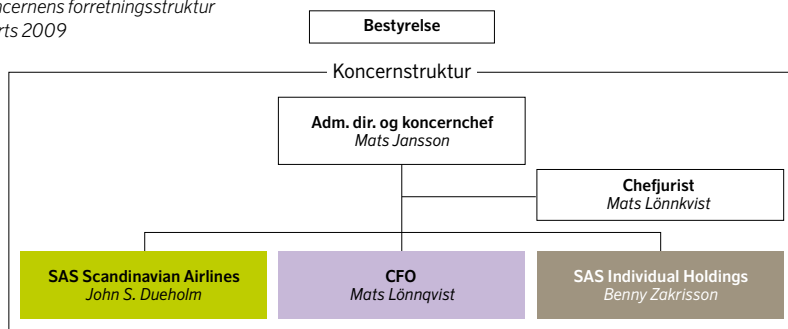 ncernens forretningsstruktur
rts 2009
Bestyrelse
Koncernstruktur
Adm. dir. og koncernchef
Mats Jansson
Chefjurist
Mats Lönnkvist
SAS Scandinavian Airlines
John S. Dueholm
CFO
Mats Lönnqvist
SAS Individual Holdings
Benny Zakrisson